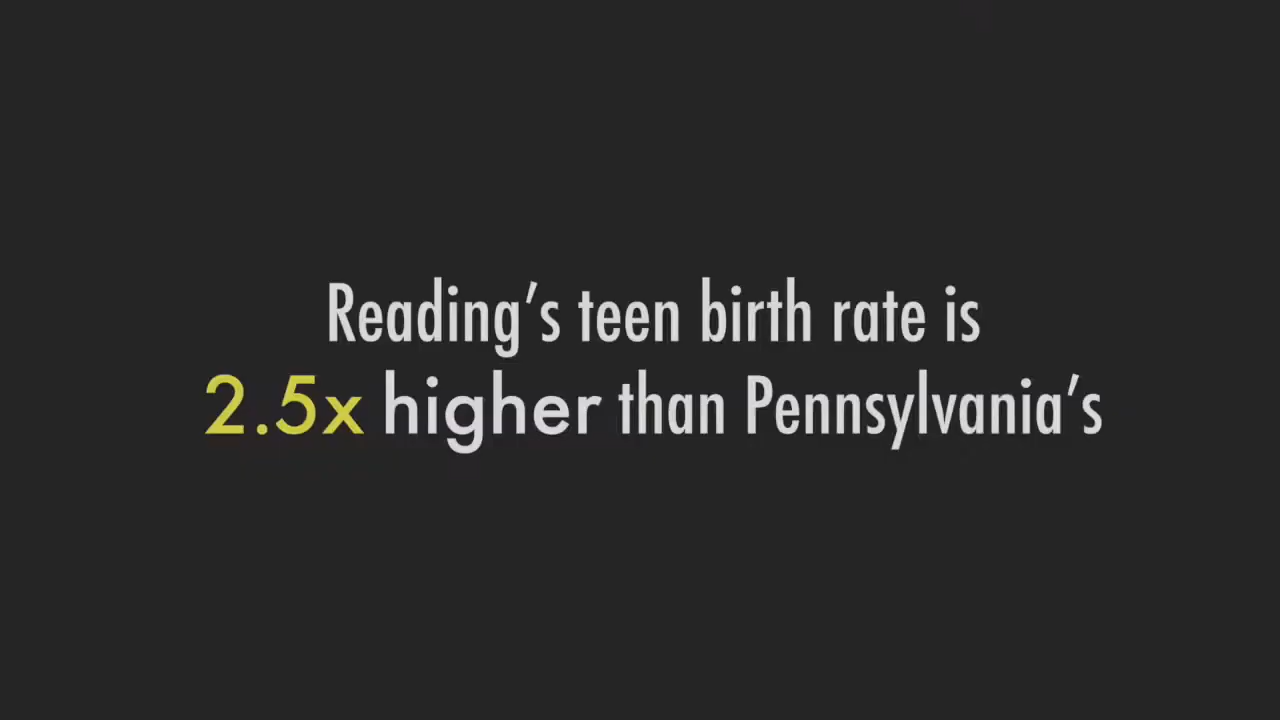 Reading’s teen birth rate is
2.5x higher than Pennsylvania’s